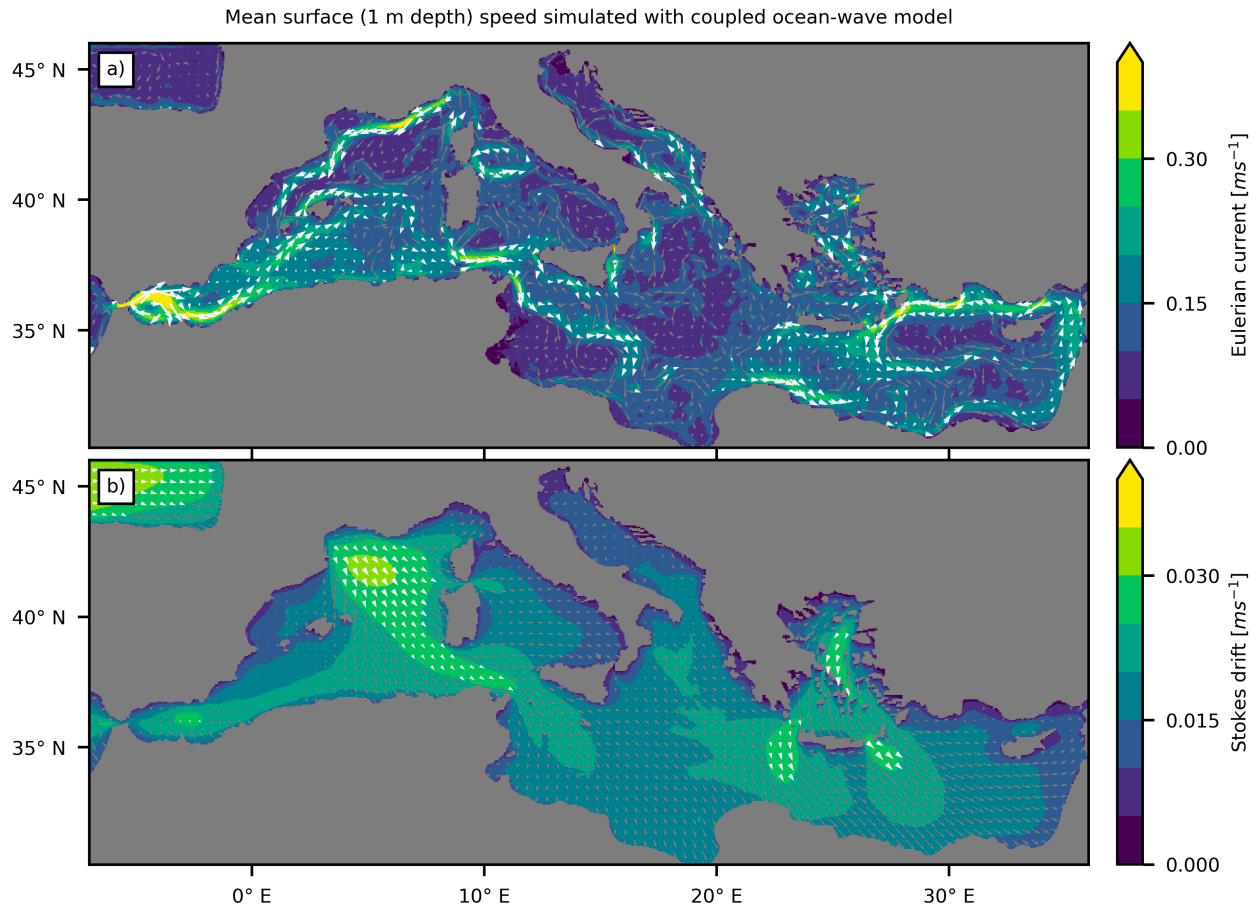 Mean surface (1 m depth) speed simulated with coupled ocean-wave model
a)
45° N
40° N
35° N
0.30
0.15
0.00
Eulerian current [ms⁻¹]
b)
45° N
40° N
35° N
0° E
10° E
20° E
30° E
0.030
0.015
0.000
Stokes drift [ms⁻¹]